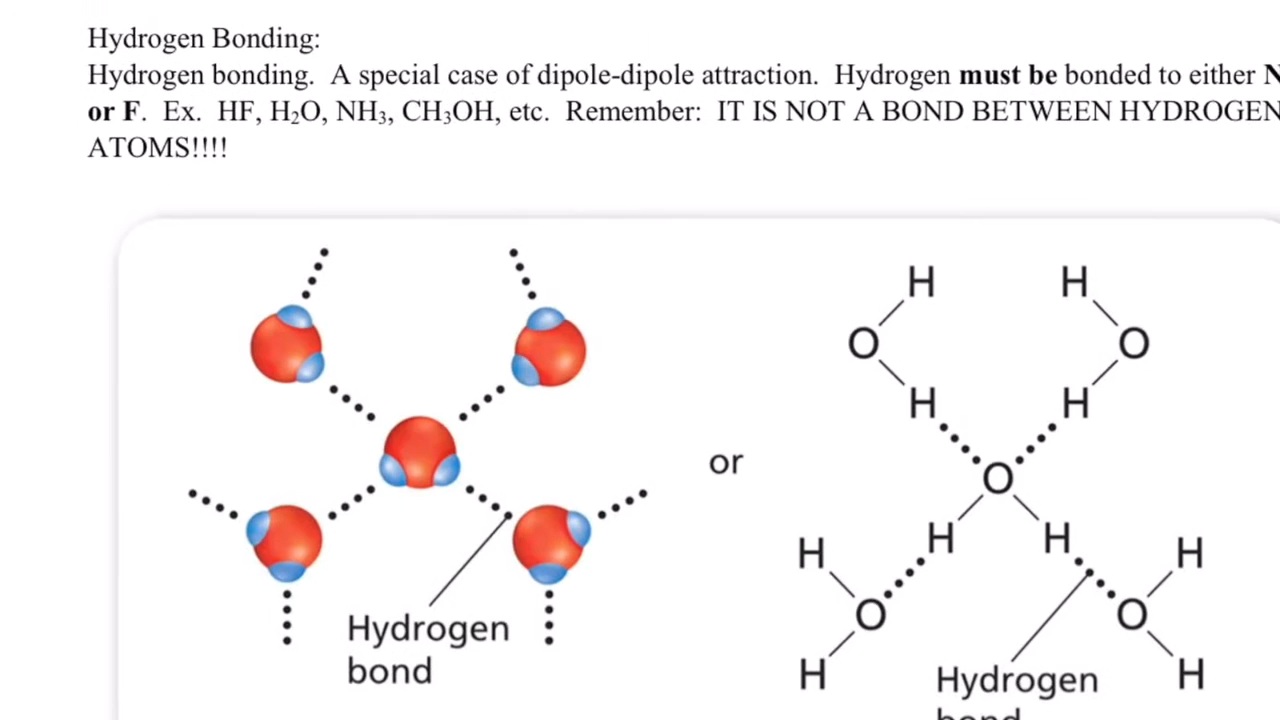 Hydrogen Bonding:
Hydrogen bonding. A special case of dipole-dipole attraction. Hydrogen must be bonded to either N
or F. Ex. HF, H₂O, NH₃, CH₃OH, etc. Remember: IT IS NOT A BOND BETWEEN HYDROGEN
ATOMS!!!!
H H
O O
H H
or
O
H H
H H
O O
Hydrogen
bond
H H
Hydrogen
bond